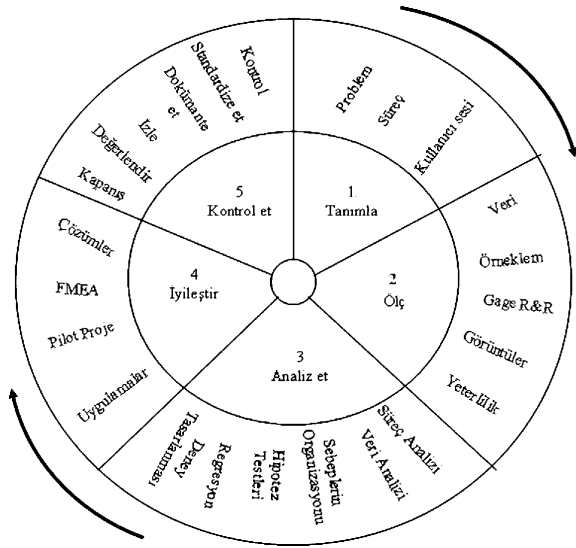 1
Tanımla
Problem
Süreç
Kullanıcı sesi
2
Ölç
Veri
Örneklem
Gage R&R
Görüntüler
Yeterlilik
3
Analiz et
Süreç Analizi
Veri Analizi
Sebeplerin
Organizasyonu
Hipotez
Testleri
Regresyon
Deney
Tasarlanması
4
İyileştir
Uygulamalar
Pilot Proje
FMEA
Çözümler
5
Kontrol et
Kapanış
Değerlendir
İzle
Dokümante
et
Standardize et
Kontrol